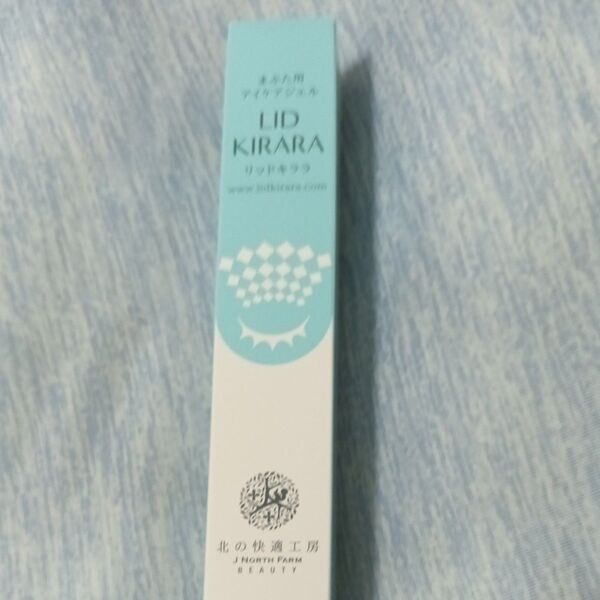 まぶた用
アイケアジェル
LID
KIRARA
リッドキララ
www.lidkirara.com
北の快適工房
J NORTH FARM
BEAUTY